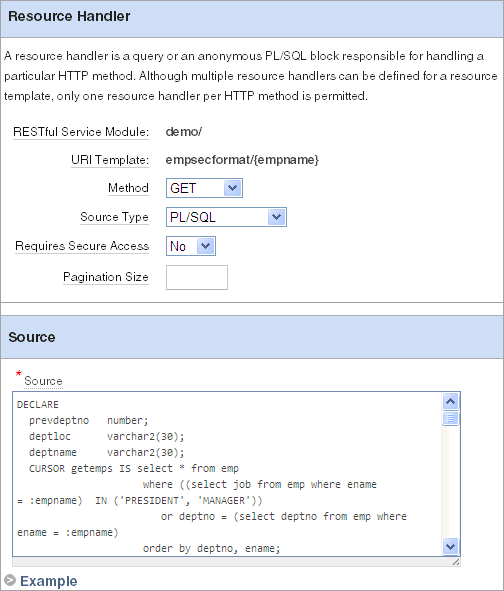 Resource Handler
A resource handler is a query or an anonymous PL/SQL block responsible for handling a
particular HTTP method. Although multiple resource handlers can be defined for a resource
template, only one resource handler per HTTP method is permitted.
RESTful Service Module: demo/
URI Template: empsecformat/{empname}
Method GET
Source Type PL/SQL
Requires Secure Access No
Pagination Size
Source
* Source
DECLARE
  prevdeptno   number;
  deptloc      varchar2(30);
  deptname     varchar2(30);
  CURSOR getemps IS select * from emp
                     where ((select job from emp where ename
= :empname)  IN ('PRESIDENT', 'MANAGER'))
                        or deptno = (select deptno from emp where
ename = :empname)
                     order by deptno, ename;
Example